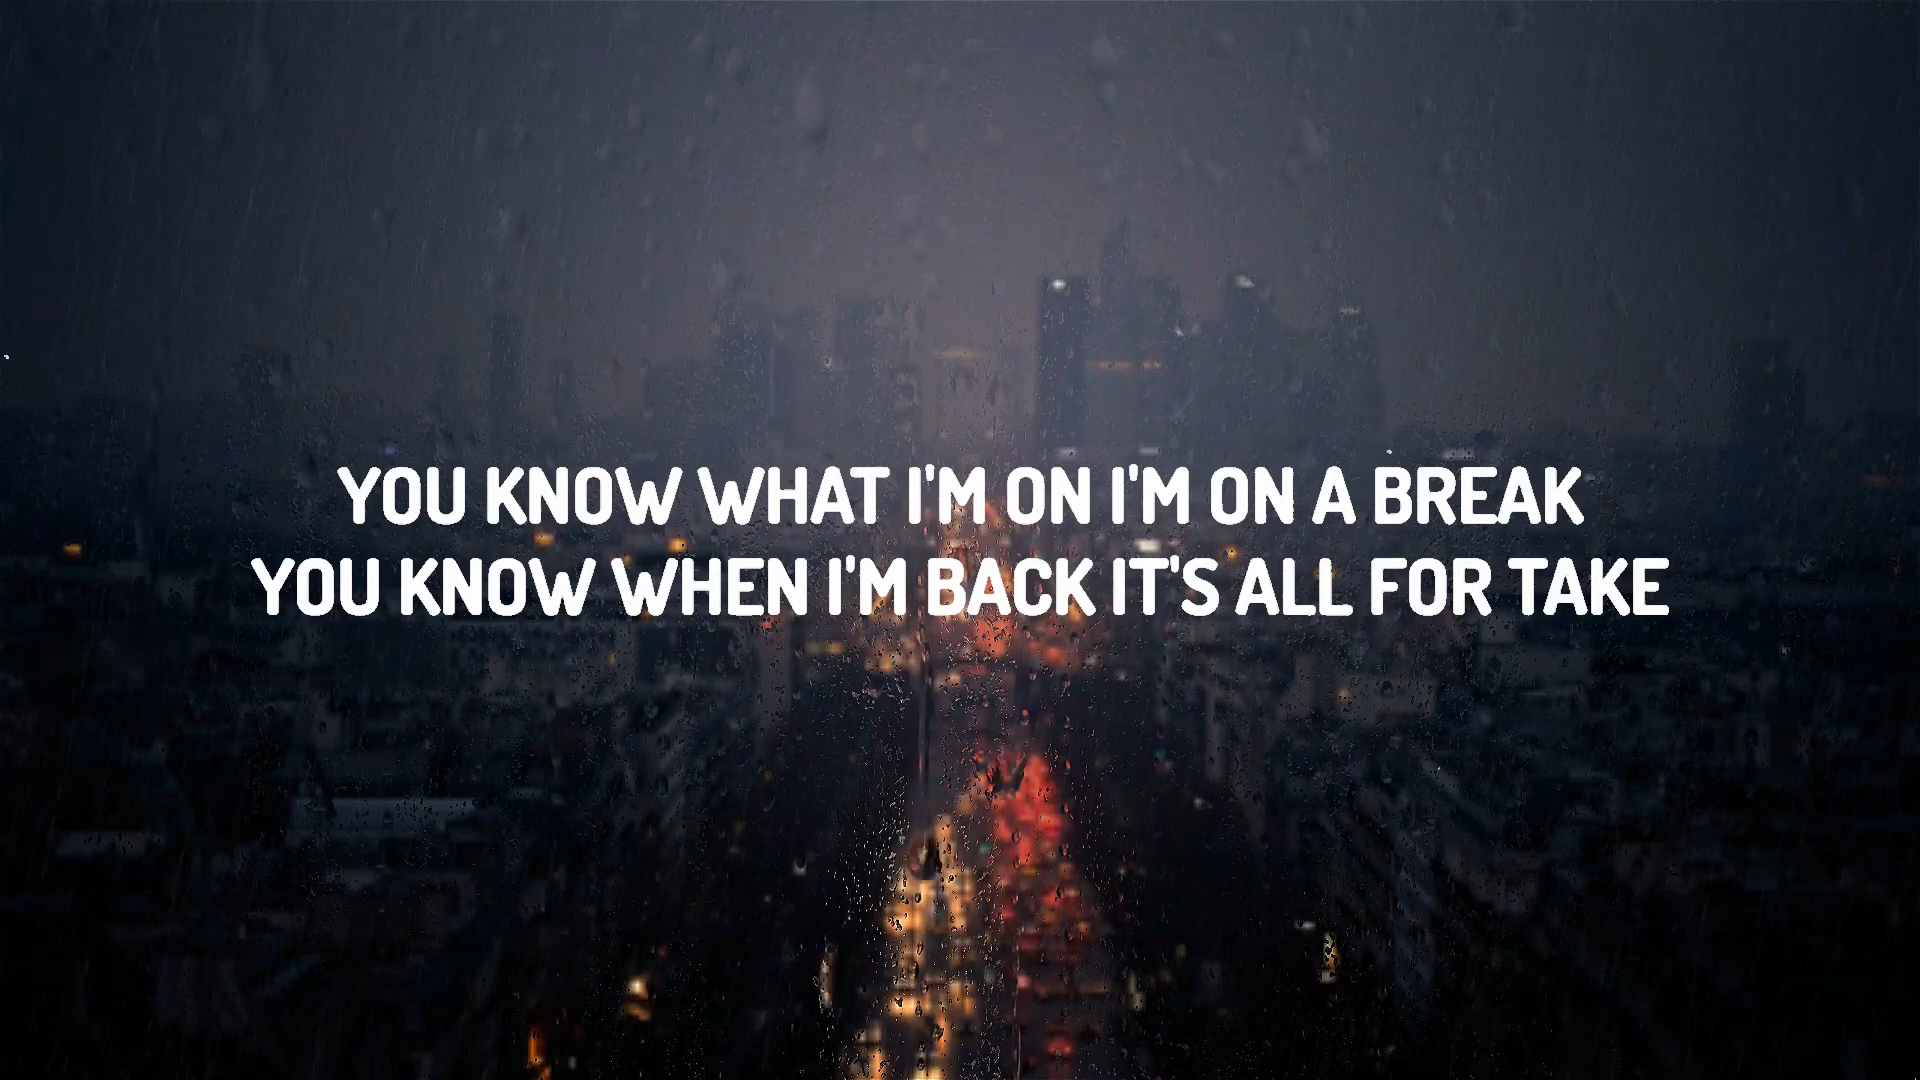 YOU KNOW WHAT I'M ON I'M ON A BREAK
YOU KNOW WHEN I'M BACK IT'S ALL FOR TAKE